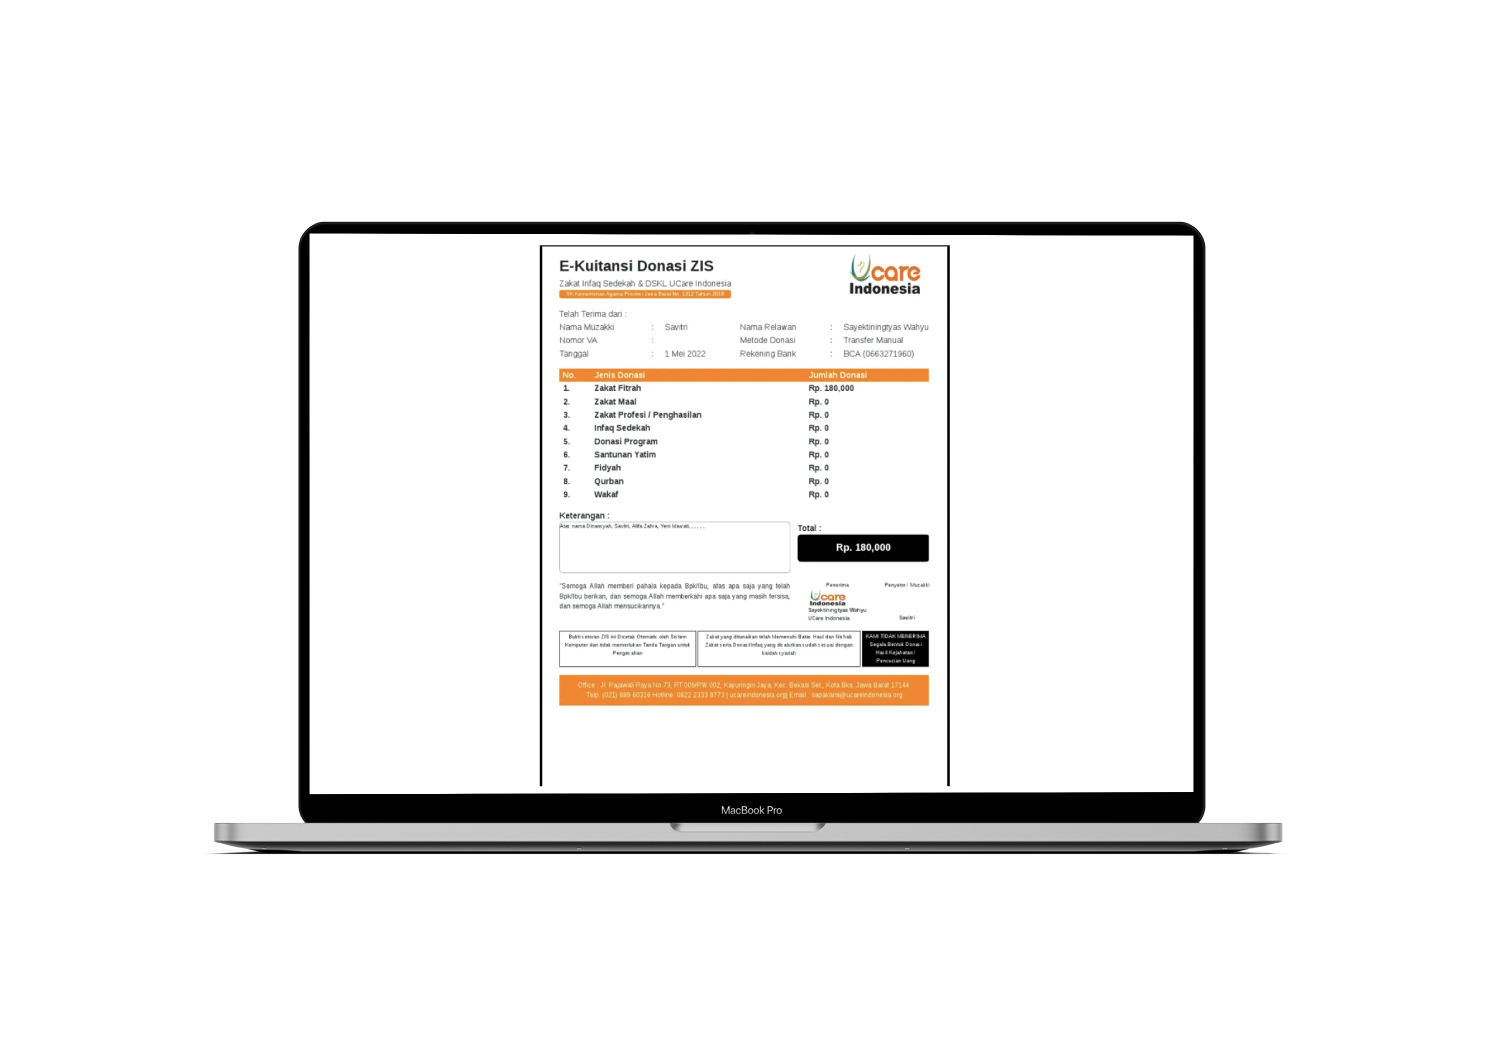 E-Kuitansi Donasi ZIS
Zakat Infaq Sedekah & DSKL UCare Indonesia
SK Kementrian Agama Provinsi Jawa Barat No. Tahun
Ucare
Indonesia
Telah Terima dari :
Nama Muzakki : Savitri Nama Relawan : Sayektiningtyas Wahyu
Nomor VA : Metode Donasi : Transfer Manual
Tanggal : 1 Mei 2022 Rekening Bank : BCA (0663271960)
No. Jenis Donasi Jumlah Donasi
1. Zakat Fitrah Rp. 180,000
2. Zakat Maal Rp. 0
3. Zakat Profesi / Penghasilan Rp. 0
4. Infaq Sedekah Rp. 0
5. Donasi Program Rp. 0
6. Santunan Yatim Rp. 0
7. Fidyah Rp. 0
8. Qurban Rp. 0
9. Wakaf Rp. 0
Keterangan :
Atas nama Savitri, Alifa Zahra, Yeni , , , , , ,
Total :
Rp. 180,000
"Semoga Allah memberi pahala kepada Bpk/Ibu, atas apa saja yang telah
Bpk/Ibu berikan, dan semoga Allah memberkahi apa saja yang masih tersisa,
dan semoga Allah mensucikannya."
Penerima
Penyetor / Muzakki
Ucare
Indonesia
Sayektiningtyas Wahyu
UCare Indonesia
Savitri
Bukti setoran ZIS ini Dicetak Otomatis oleh Sistem
Komputer dan tidak memerlukan Tanda Tangan untuk
Pengesahan
Zakat yang ditunaikan telah Memenuhi Batas Haul dan Nishab
Zakat serta Donasi/Infaq yang disalurkan sudah sesuai dengan
kaidah syariah
KAMI TIDAK MENERIMA
Segala Bentuk Donasi
Hasil Kejahatan /
Pencucian Uang
Office : Jl. Rajawali Raya No.73, RT.009/RW.002, Kayuringin Jaya, Kec. Bekasi Sel., Kota Bks, Jawa Barat 17144
Telp. (021) 889 60316 Hotline. 0822 2333 8773 | ucareindonesia.org| Email : sapakami@ucareindonesia.org
MacBook Pro